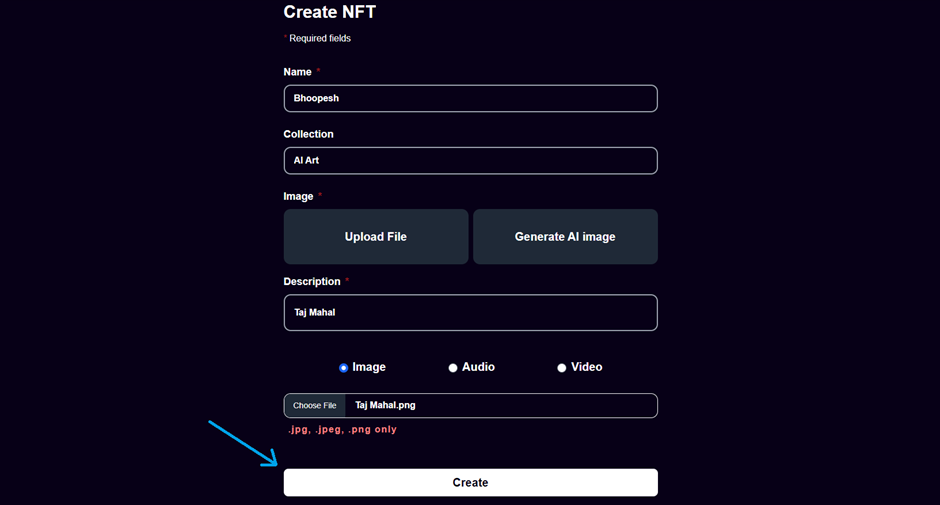 Create NFT
* Required fields
Name *
Bhoopesh
Collection
AI Art
Image *
Upload File Generate AI image
Description *
Taj Mahal
Image Audio Video
Choose File Taj Mahal.png
.jpg, .jpeg, .png only
Create